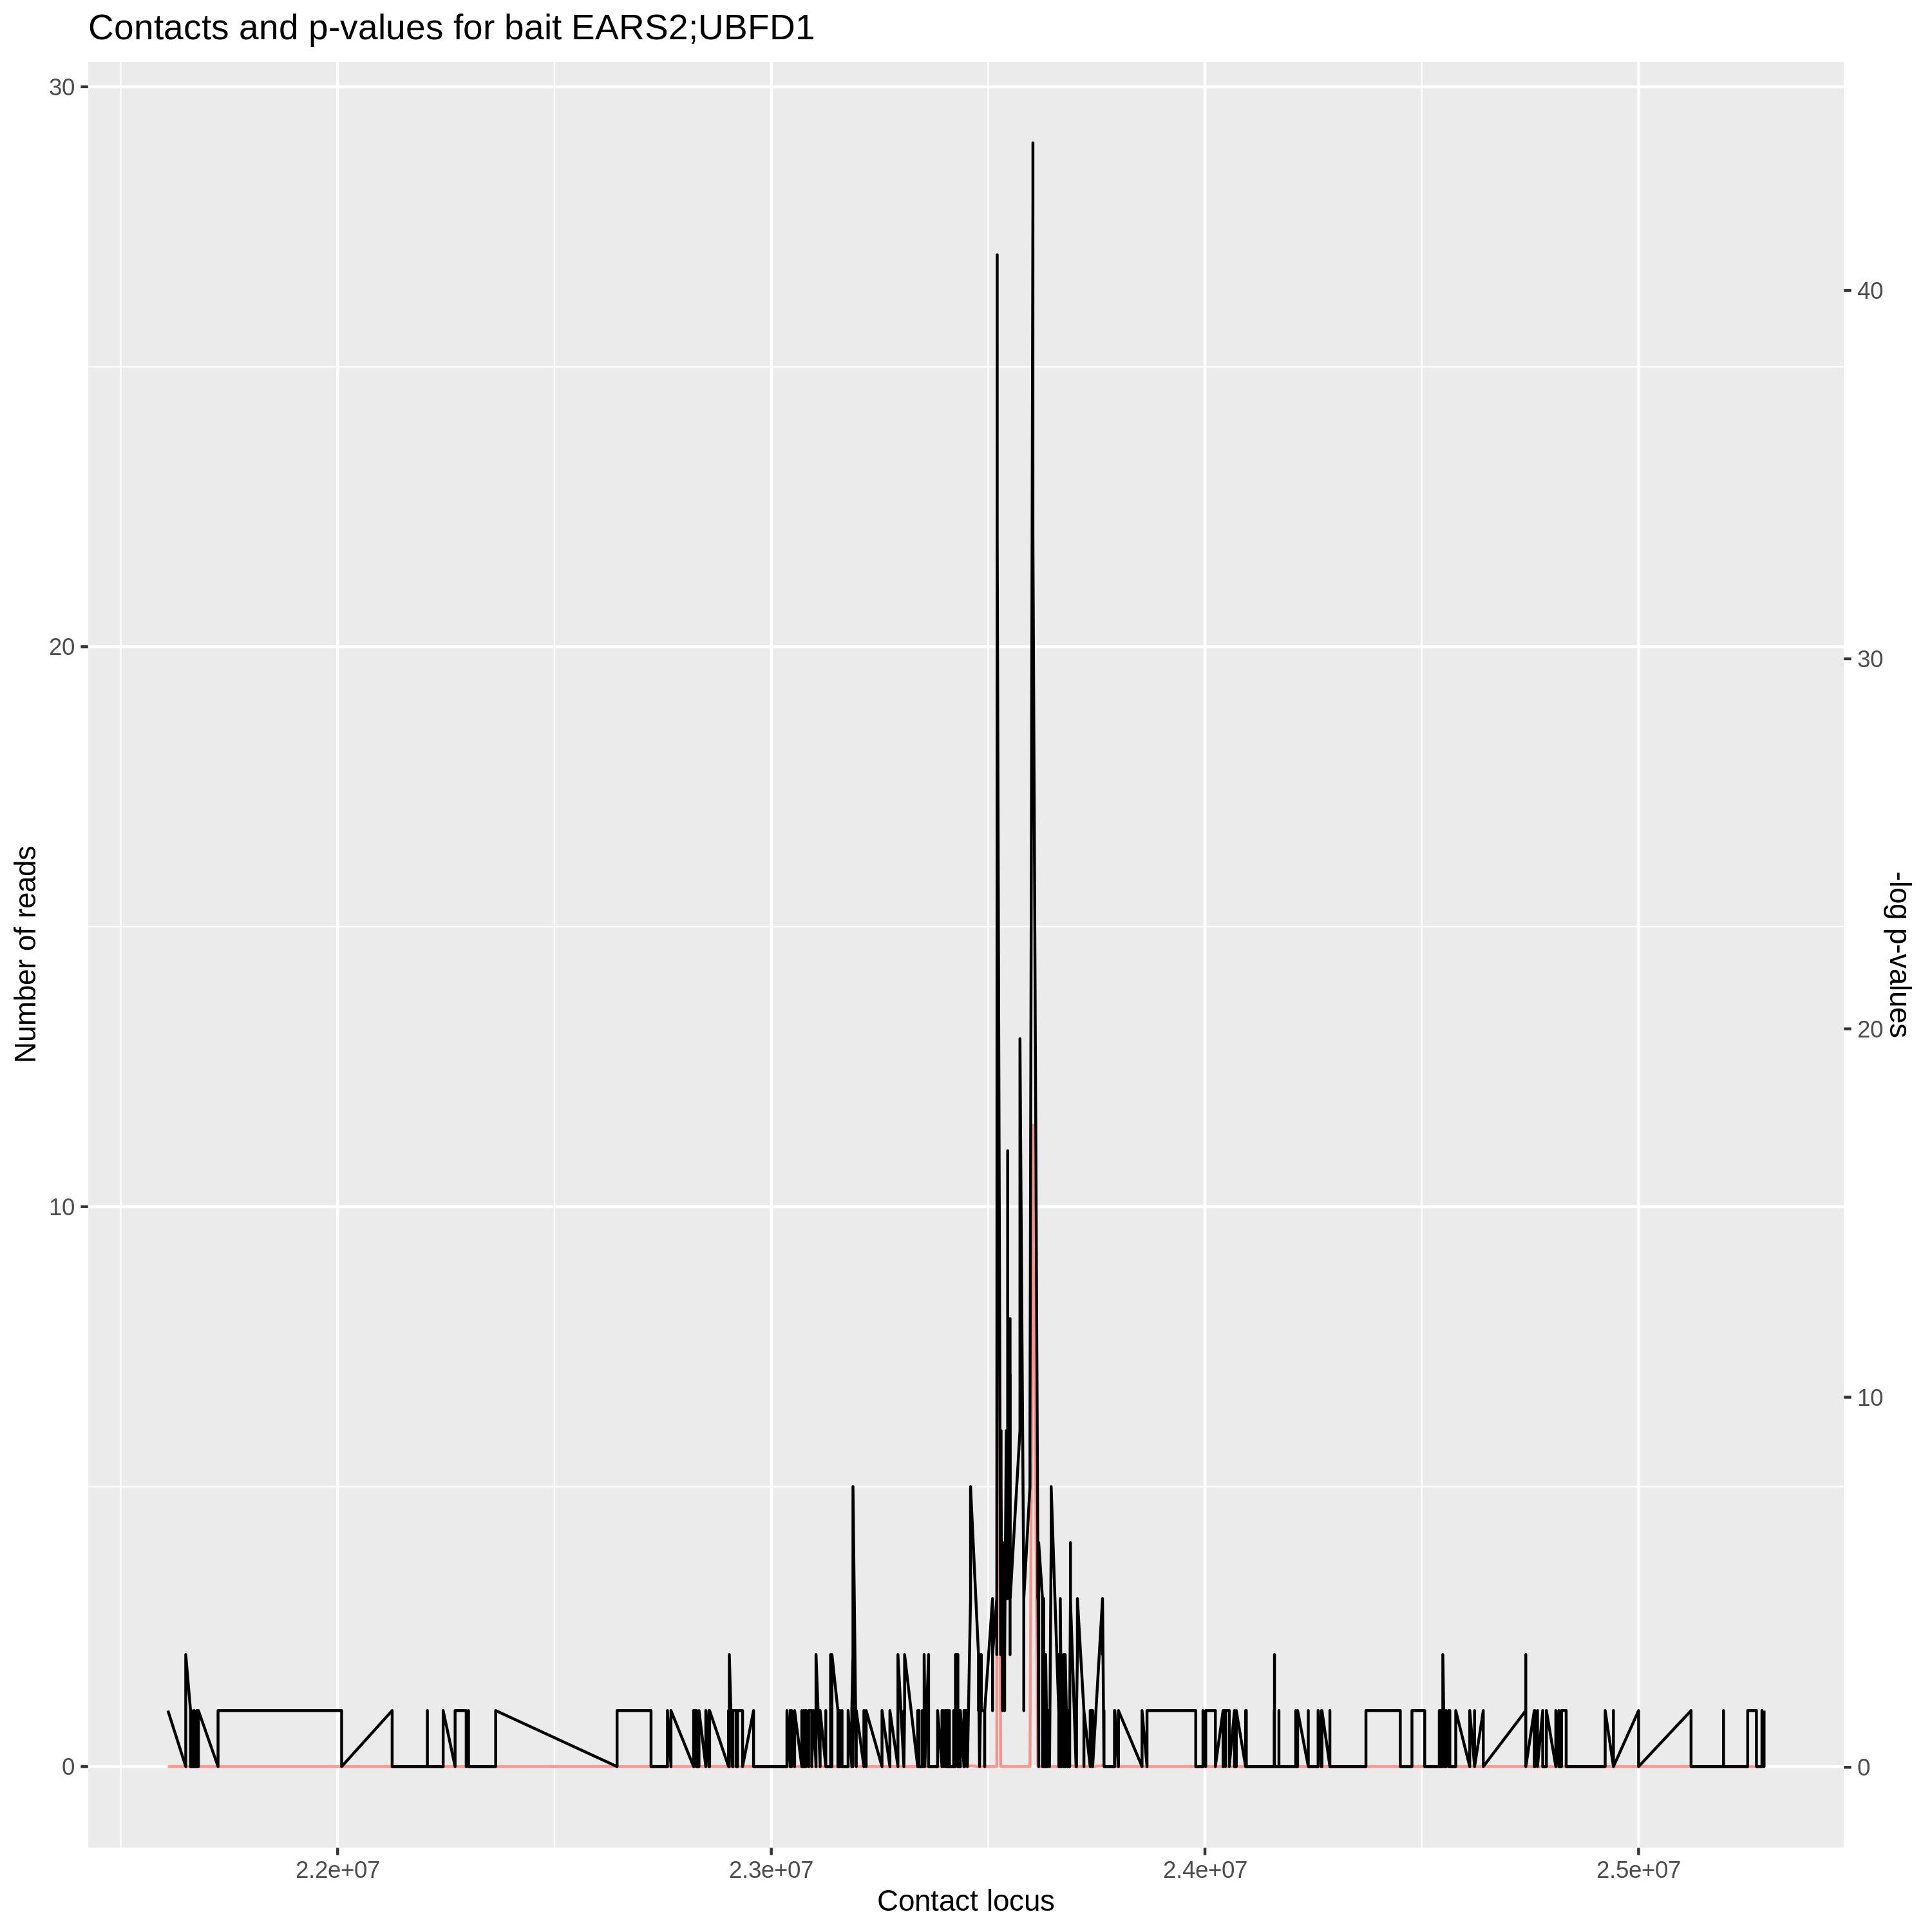 Contacts and p-values for bait EARS2;UBFD1
30
20
10
0
Number of reads
40
30
20
10
0
-log p-values
2.2e+07
2.3e+07
2.4e+07
2.5e+07
Contact locus